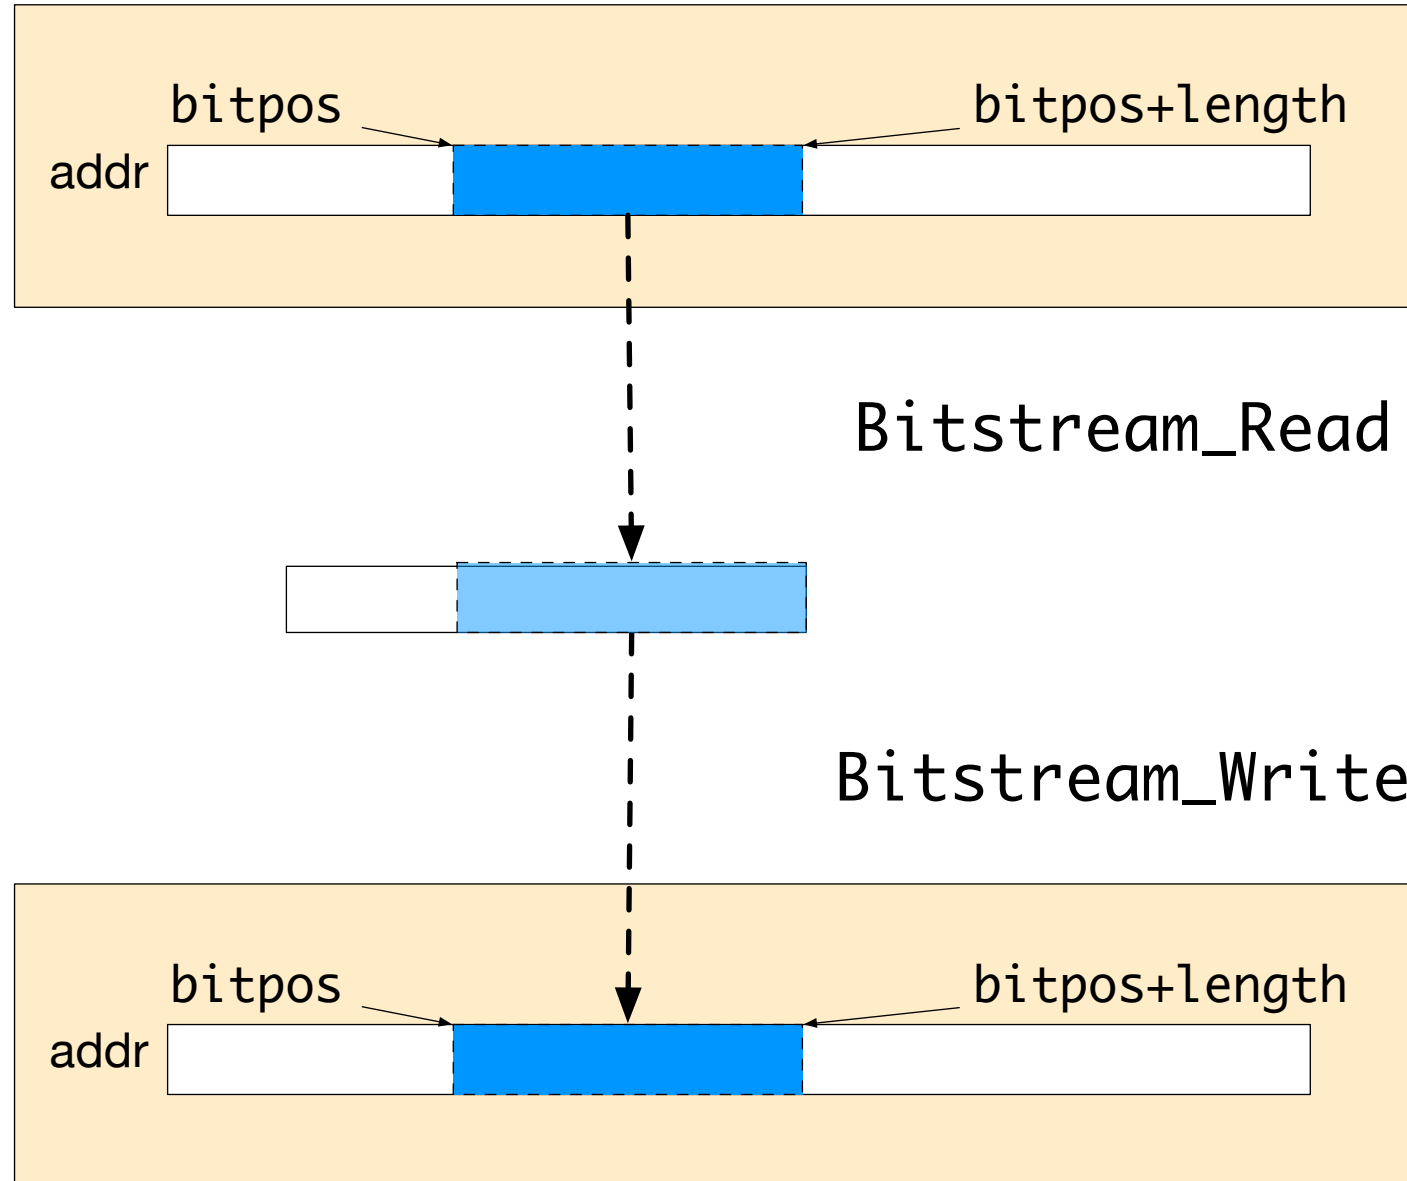 bitpos bitpos+length
addr
Bitstream_Read
Bitstream_Write
bitpos bitpos+length
addr